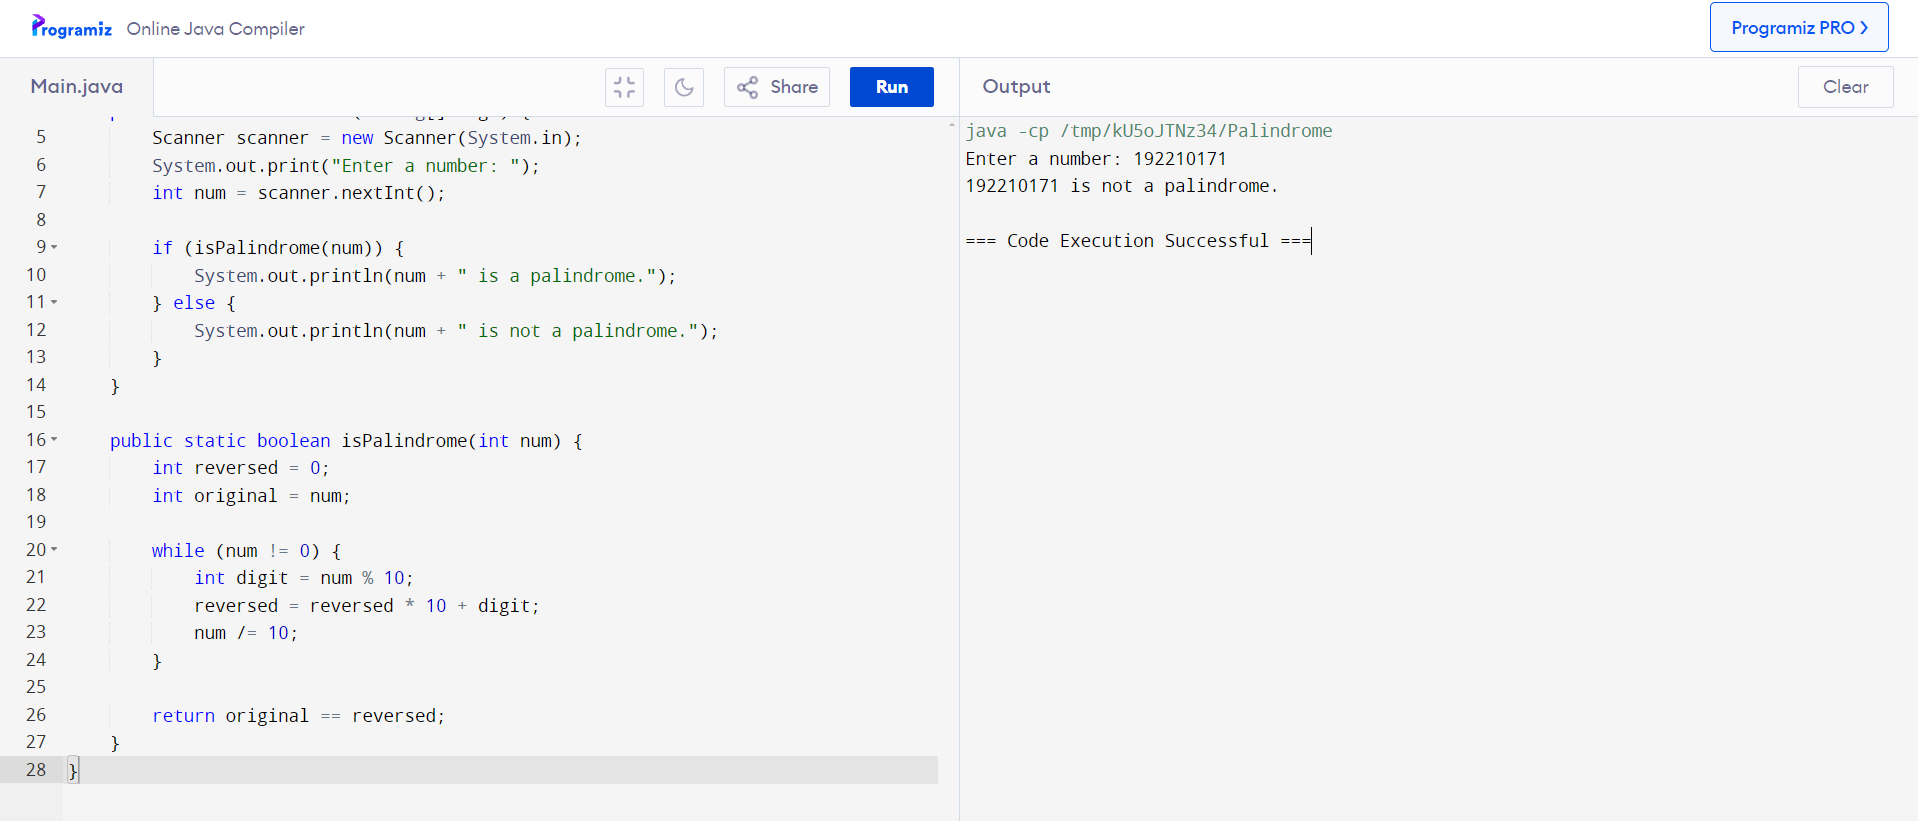 Programiz Online Java Compiler
Programiz PRO
Main.java
Share
Run
Output
Clear
5 Scanner scanner = new Scanner(System.in);
6 System.out.print("Enter a number: ");
7 int num = scanner.nextInt();
8
9 if (isPalindrome(num)) {
10 System.out.println(num + " is a palindrome.");
11 } else {
12 System.out.println(num + " is not a palindrome.");
13 }
14 }
15
16 public static boolean isPalindrome(int num) {
17 int reversed = 0;
18 int original = num;
19
20 while (num != 0) {
21 int digit = num % 10;
22 reversed = reversed * 10 + digit;
23 num /= 10;
24 }
25
26 return original == reversed;
27 }
28 }
java -cp /tmp/kU5oJTNz34/Palindrome
Enter a number: 192210171
192210171 is not a palindrome.
=== Code Execution Successful ===